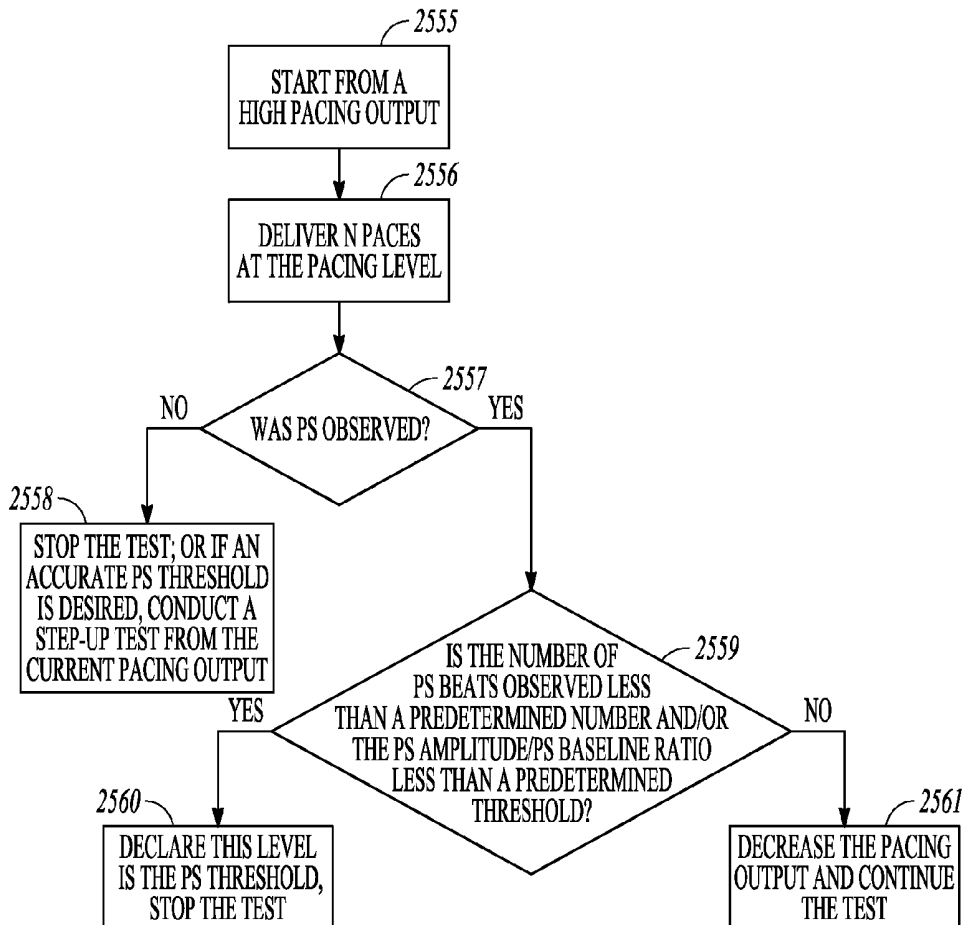 2555
START FROM A
HIGH PACING OUTPUT
2556
DELIVER N PACES
AT THE PACING LEVEL
2557
NO
YES
WAS PS OBSERVED?
2558
STOP THE TEST; OR IF AN
ACCURATE PS THRESHOLD
IS DESIRED, CONDUCT A
STEP-UP TEST FROM THE
CURRENT PACING OUTPUT
2559
IS THE NUMBER OF
PS BEATS OBSERVED LESS
THAN A PREDETERMINED NUMBER AND/OR
THE PS AMPLITUDE/PS BASELINE RATIO
LESS THAN A PREDETERMINED
THRESHOLD?
YES
NO
2560
DECLARE THIS LEVEL
IS THE PS THRESHOLD,
STOP THE TEST
2561
DECREASE THE PACING
OUTPUT AND CONTINUE
THE TEST